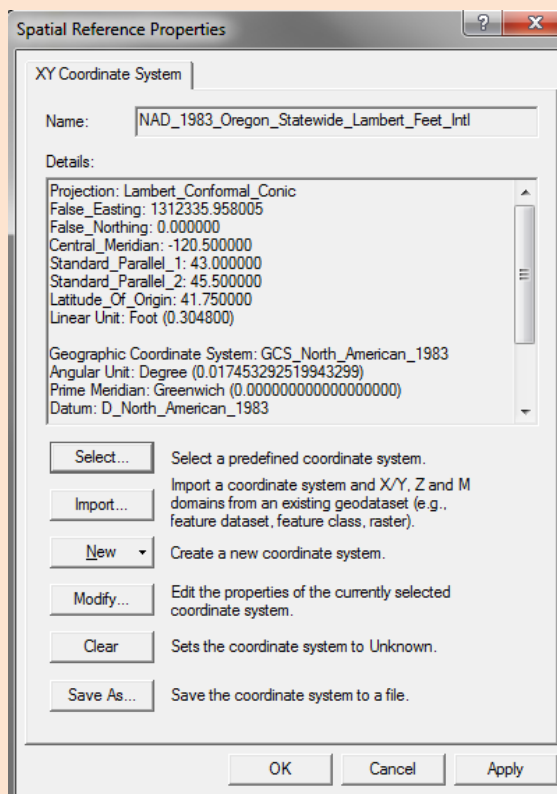 Spatial Reference Properties
XY Coordinate System
Name: NAD_1983_Oregon_Statewide_Lambert_Feet_Intl
Details:
Projection: Lambert_Conformal_Conic
False_Easting: 1312335.958005
False_Northing: 0.000000
Central_Meridian: -120.500000
Standard_Parallel_1: 43.000000
Standard_Parallel_2: 45.500000
Latitude_Of_Origin: 41.750000
Linear Unit: Foot (0.304800)
Geographic Coordinate System: GCS_North_American_1983
Angular Unit: Degree (0.017453292519943299)
Prime Meridian: Greenwich (0.000000000000000000)
Datum: D_North_American_1983
Select... Select a predefined coordinate system.
Import... Import a coordinate system and X/Y, Z and M
domains from an existing geodataset (e.g.,
feature dataset, feature class, raster).
New Create a new coordinate system.
Modify... Edit the properties of the currently selected
coordinate system.
Clear Sets the coordinate system to Unknown.
Save As... Save the coordinate system to a file.
OK Cancel Apply